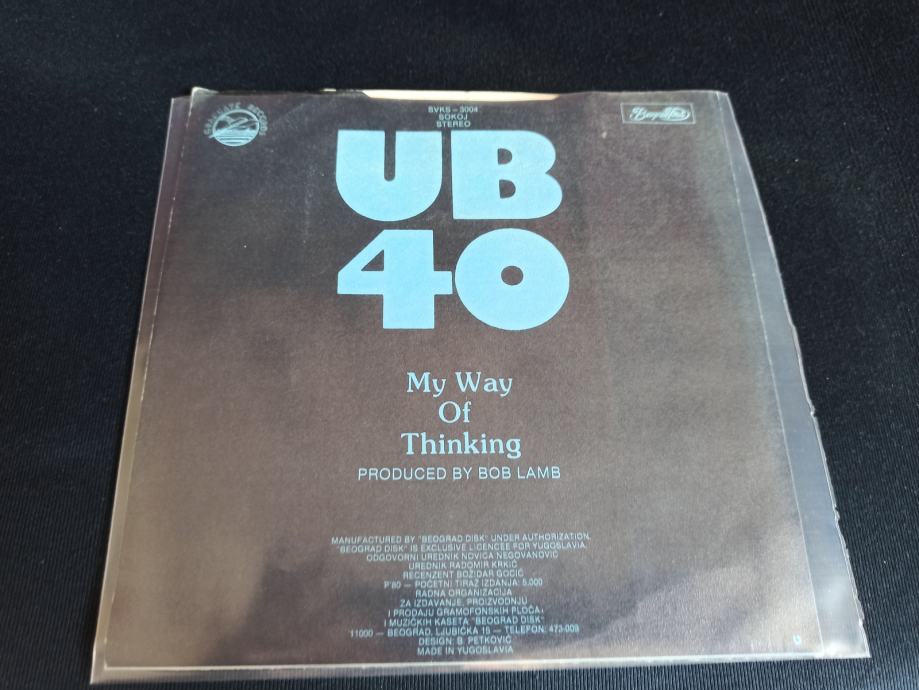 GRADUATE RECORDS
SVKS - 3004
SOKOJ
STEREO
UB
40
My Way
Of
Thinking
PRODUCED BY BOB LAMB
MANUFACTURED BY "BEOGRAD DISK" UNDER AUTHORIZATION.
"BEOGRAD DISK" IS EXCLUSIVE LICENCEE FOR YUGOSLAVIA.
ODGOVORNI UREDNIK NOVICA NEGOVANOVIĆ
UREDNIK RADOMIR KRKIĆ
RECENZENT BOŽIDAR GOCIĆ
P'80 — POČETNI TIRAŽ IZDANJA: 5.000
RADNA ORGANIZACIJA
ZA IZDAVANJE, PROIZVODNJU
I PRODAJU GRAMOFONSKIH PLOČA
I MUZIČKIH KASETA "BEOGRAD DISK"
11000 — BEOGRAD, LJUBIČKA 15 — TELEFON: 473-009
DESIGN: B. PETKOVIĆ
MADE IN YUGOSLAVIA